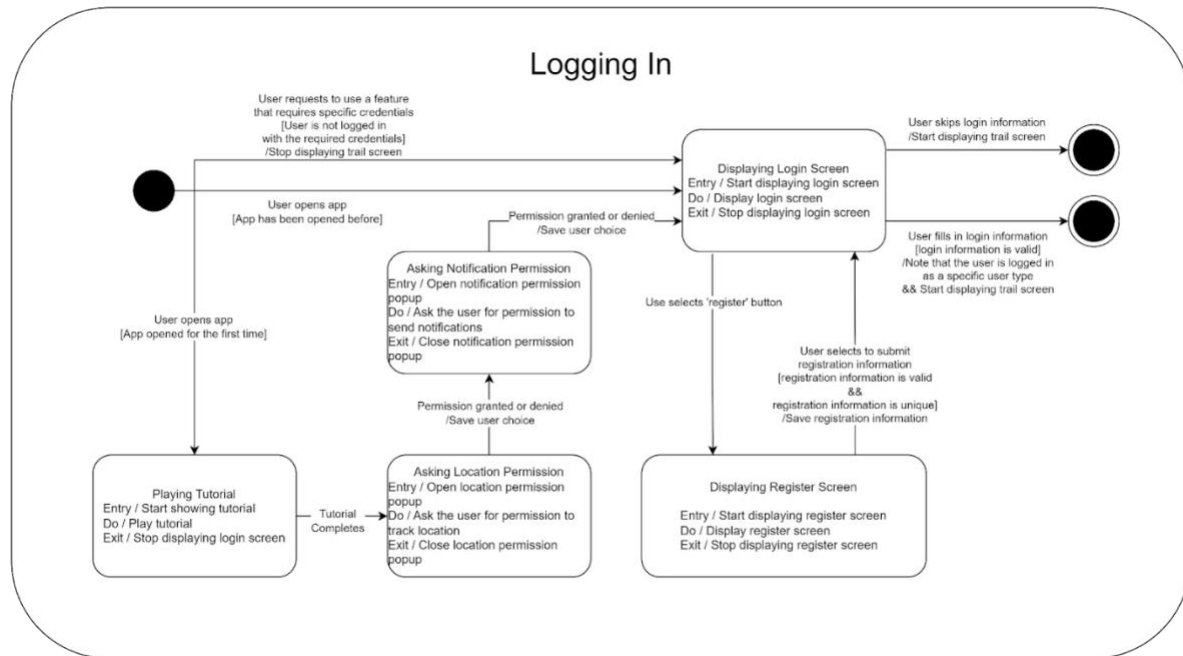 Logging In
User requests to use a feature
that requires specific credentials
[User is not logged in
with the required credentials]
/Stop displaying trail screen
User opens app
[App has been opened before]
User opens app
[App opened for the first time]
Playing Tutorial
Entry / Start showing tutorial
Do / Play tutorial
Exit / Stop displaying login screen
Tutorial
Completes
Asking Location Permission
Entry / Open location permission
popup
Do / Ask the user for permission to
track location
Exit / Close location permission
popup
Permission granted or denied
/Save user choice
Asking Notification Permission
Entry / Open notification permission
popup
Do / Ask the user for permission to
send notifications
Exit / Close notification permission
popup
Permission granted or denied
/Save user choice
Displaying Login Screen
Entry / Start displaying login screen
Do / Display login screen
Exit / Stop displaying login screen
Use selects 'register' button
Displaying Register Screen
Entry / Start displaying register screen
Do / Display register screen
Exit / Stop displaying register screen
User selects to submit
registration information
[registration information is valid
&&
registration information is unique]
/Save registration information
User skips login information
/Start displaying trail screen
User fills in login information
[login information is valid]
/Note that the user is logged in
as a specific user type
&& Start displaying trail screen